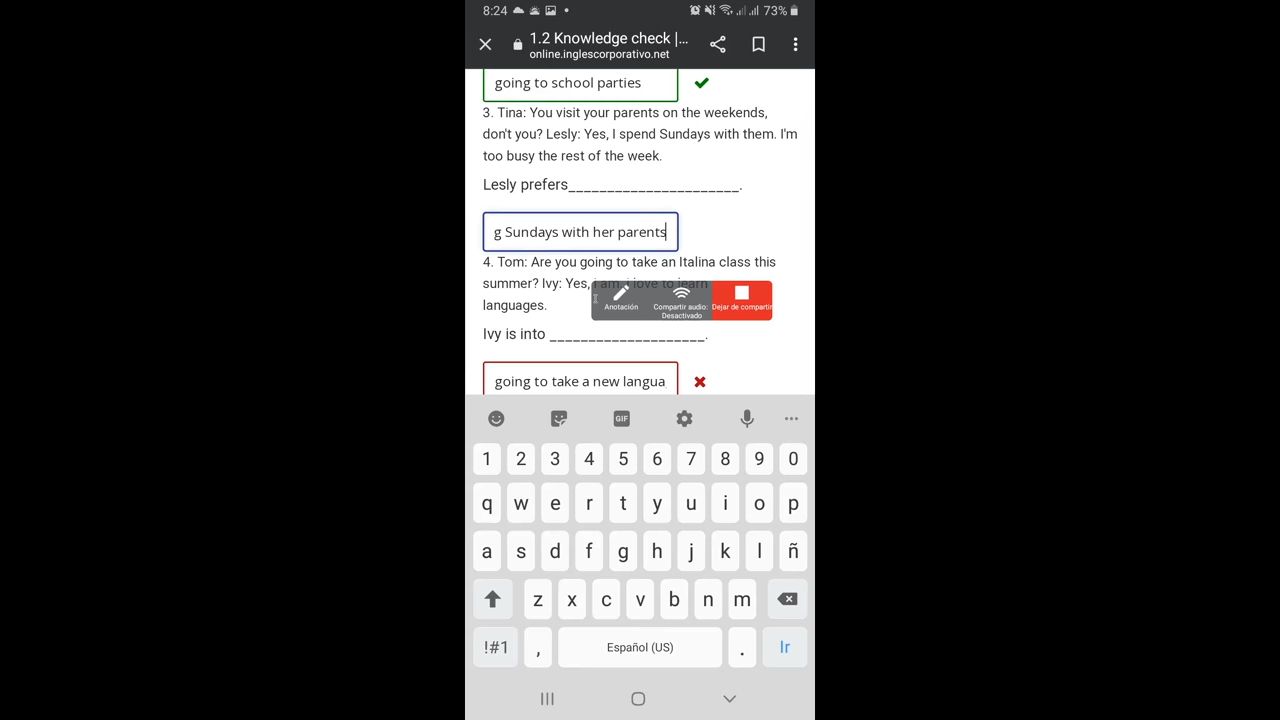 8:24
73%
1.2 Knowledge check |...
online.inglescorporativo.net
going to school parties
3. Tina: You visit your parents on the weekends,
don't you? Lesly: Yes, I spend Sundays with them. I'm
too busy the rest of the week.
Lesly prefers______________________.
g Sundays with her parents
4. Tom: Are you going to take an Italina class this
summer? Ivy: Yes, I am. I love to learn
languages.
Anotación
Compartir audio:
Desactivado
Dejar de compartir
Ivy is into ____________________.
going to take a new langua
GIF
1 2 3 4 5 6 7 8 9 0
q w e r t y u i o p
a s d f g h j k l ñ
z x c v b n m
!#1 , Español (US) . Ir